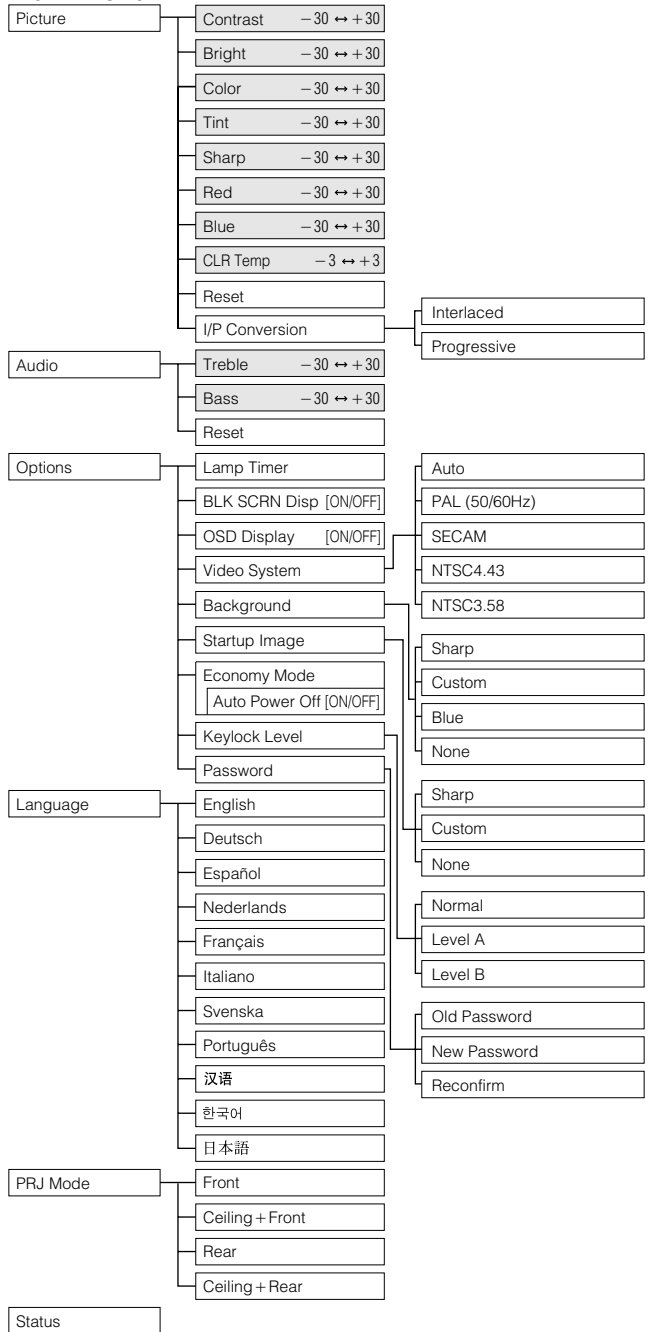 Picture
Contrast －30 ↔ ＋30
Bright －30 ↔ ＋30
Color －30 ↔ ＋30
Tint －30 ↔ ＋30
Sharp －30 ↔ ＋30
Red －30 ↔ ＋30
Blue －30 ↔ ＋30
CLR Temp －3 ↔ ＋3
Reset
I/P Conversion
Interlaced
Progressive
Audio
Treble －30 ↔ ＋30
Bass －30 ↔ ＋30
Reset
Options
Lamp Timer
BLK SCRN Disp [ON/OFF]
OSD Display [ON/OFF]
Video System
Auto
PAL (50/60Hz)
SECAM
NTSC4.43
NTSC3.58
Background
Sharp
Custom
Blue
None
Startup Image
Sharp
Custom
None
Economy Mode
Auto Power Off [ON/OFF]
Keylock Level
Normal
Level A
Level B
Password
Old Password
New Password
Reconfirm
Language
English
Deutsch
Español
Nederlands
Français
Italiano
Svenska
Português
汉语
한국어
日本語
PRJ Mode
Front
Ceiling＋Front
Rear
Ceiling＋Rear
Status